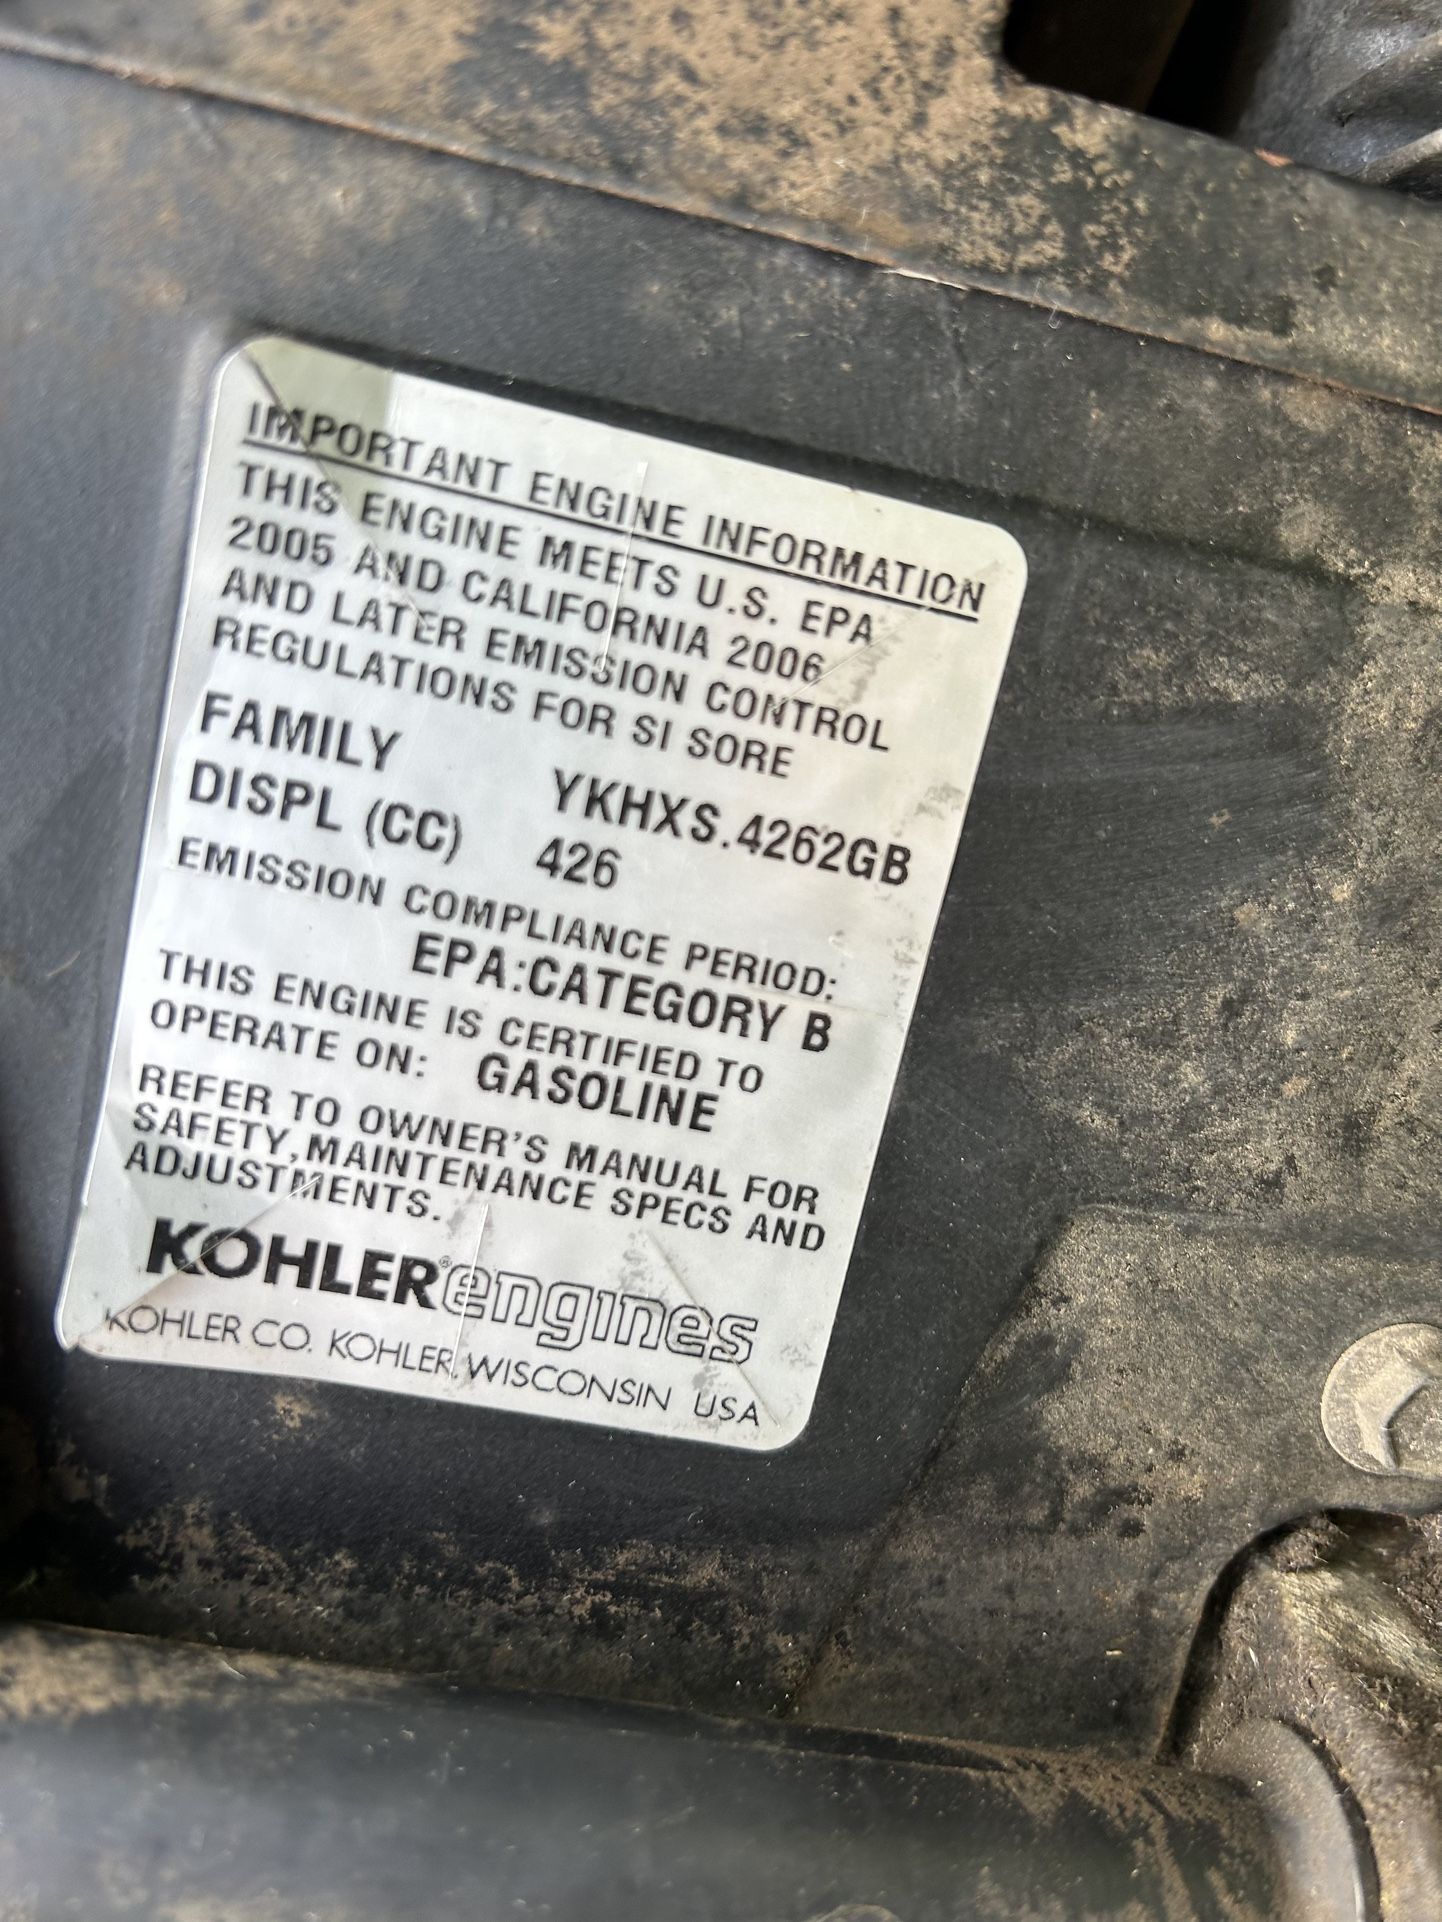 IMPORTANT ENGINE INFORMATION
THIS ENGINE MEETS U.S. EPA
2005 AND CALIFORNIA 2006
AND LATER EMISSION CONTROL
REGULATIONS FOR SI SORE
FAMILY YKHXS.4262GB
DISPL (CC) 426
EMISSION COMPLIANCE PERIOD:
EPA:CATEGORY B
THIS ENGINE IS CERTIFIED TO
OPERATE ON: GASOLINE
REFER TO OWNER'S MANUAL FOR
SAFETY, MAINTENANCE SPECS AND
ADJUSTMENTS.
KOHLER® engines
KOHLER CO. KOHLER, WISCONSIN USA